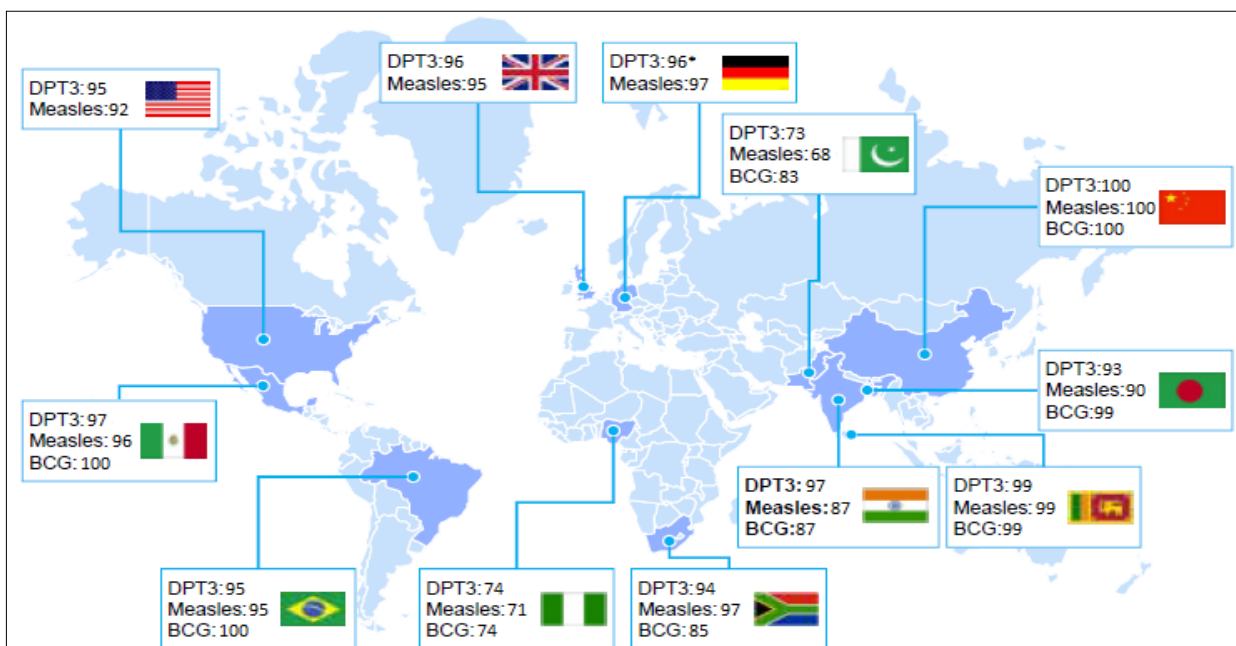 DPT3:96
Measles:95
DPT3:96*
Measles:97
DPT3:95
Measles:92
DPT3:73
Measles:68
BCG:83
DPT3:100
Measles:100
BCG:100
DPT3:93
Measles:90
BCG:99
DPT3:97
Measles:96
BCG:100
DPT3:97
Measles:87
BCG:87
DPT3:99
Measles:99
BCG:99
DPT3:95
Measles:95
BCG:100
DPT3:74
Measles:71
BCG:74
DPT3:94
Measles:97
BCG:85